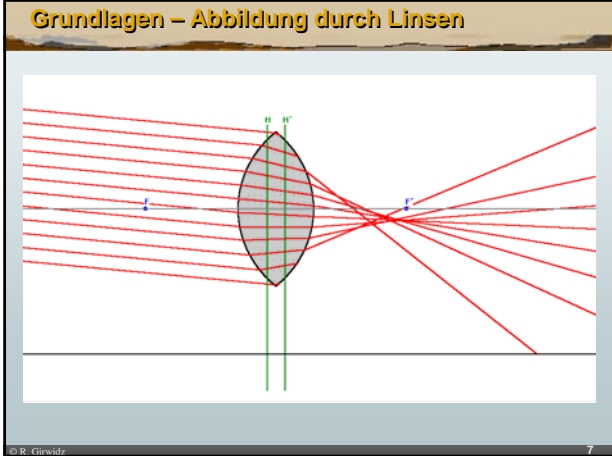 Grundlagen – Abbildung durch Linsen
H H´
F F´
© R. Girwidz 7